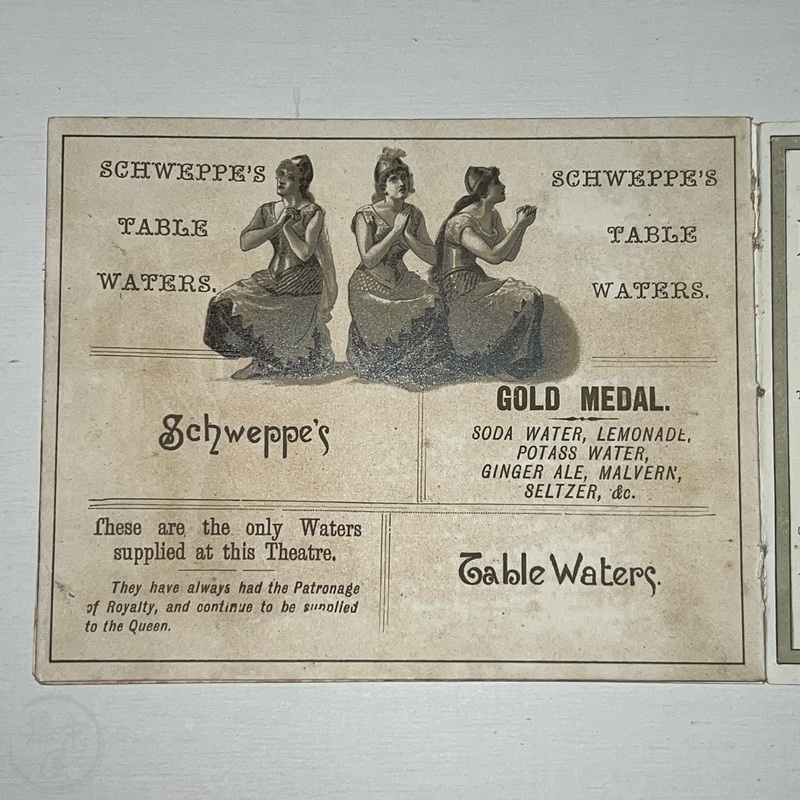 SCHWEPPE'S
TABLE
WATERS.
SCHWEPPE'S
TABLE
WATERS.
Schweppe's
GOLD MEDAL.
SODA WATER, LEMONADE,
POTASS WATER,
GINGER ALE, MALVERN,
SELTZER, &c.
These are the only Waters
supplied at this Theatre.
They have always had the Patronage
of Royalty, and continue to be supplied
to the Queen.
Table Waters.